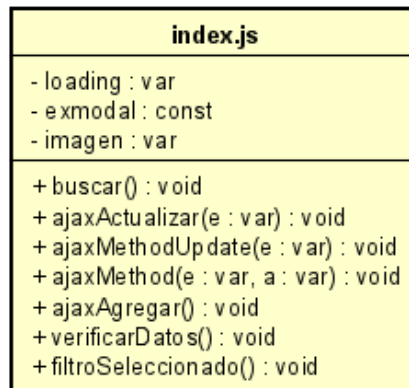 index.js
- loading : var
- exmodal : const
- imagen : var
+ buscar() : void
+ ajaxActualizar(e : var) : void
+ ajaxMethodUpdate(e : var) : void
+ ajaxMethod(e : var, a : var) : void
+ ajaxAgregar() : void
+ verificarDatos() : void
+ filtroSeleccionado() : void